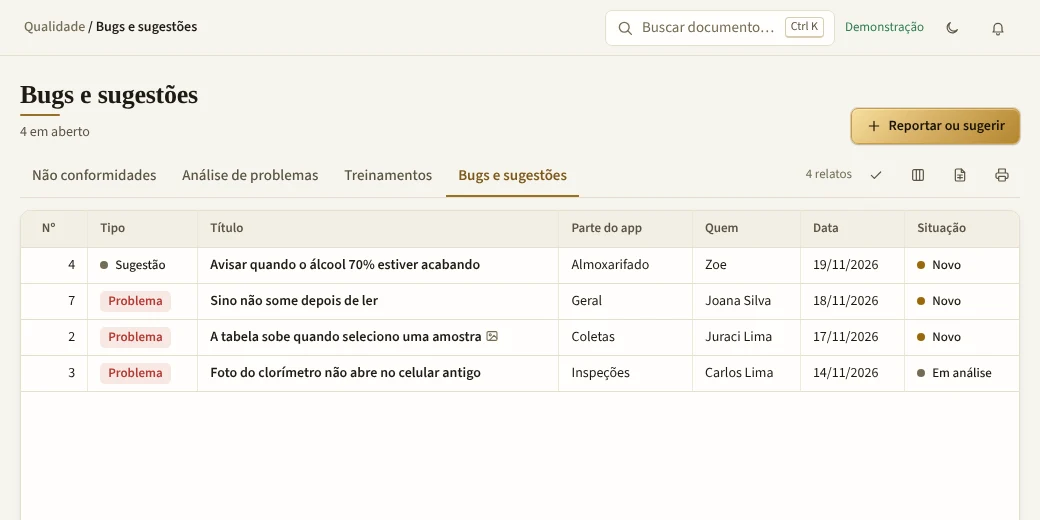 Qualidade / Bugs e sugestões
Buscar documento… Ctrl K Demonstração
Bugs e sugestões
4 em aberto
Reportar ou sugerir
Não conformidades Análise de problemas Treinamentos Bugs e sugestões 4 relatos
Nº Tipo Título Parte do app Quem Data Situação
4 Sugestão Avisar quando o álcool 70% estiver acabando Almoxarifado Zoe 19/11/2026 Novo
7 Problema Sino não some depois de ler Geral Joana Silva 18/11/2026 Novo
2 Problema A tabela sobe quando seleciono uma amostra Coletas Juraci Lima 17/11/2026 Novo
3 Problema Foto do clorímetro não abre no celular antigo Inspeções Carlos Lima 14/11/2026 Em análise